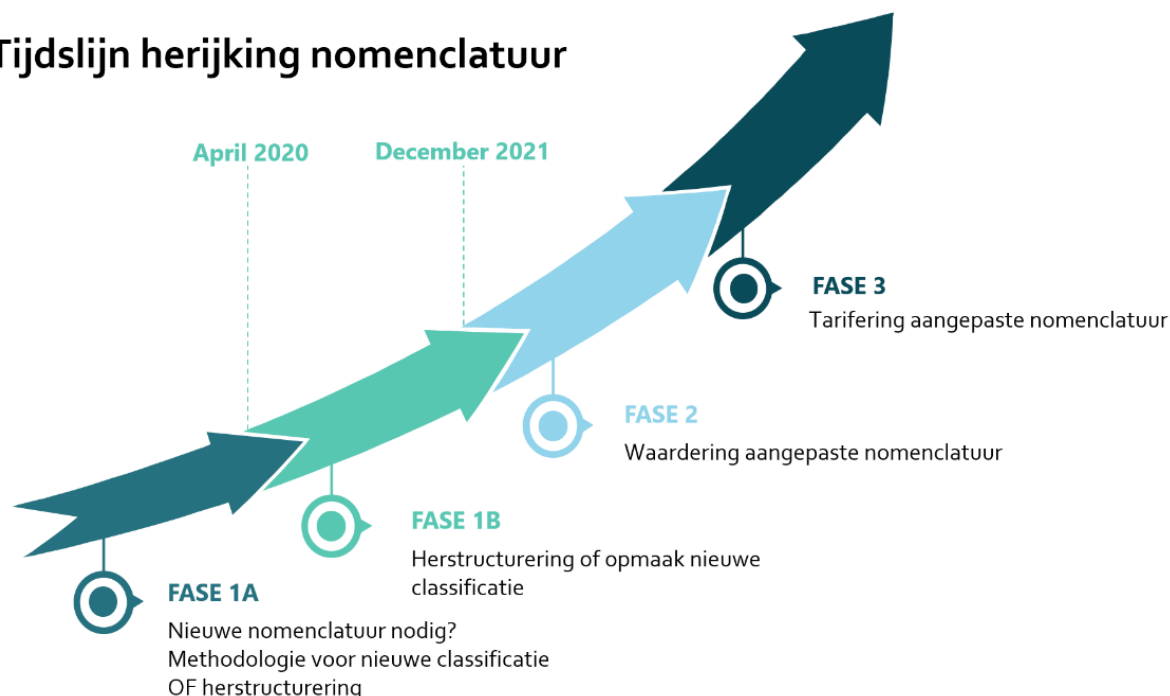 Tijdslijn herijking nomenclatuur
April 2020
December 2021
FASE 3
Tarifering aangepaste nomenclatuur
FASE 2
Waardering aangepaste nomenclatuur
FASE 1B
Herstructurering of opmaak nieuwe
classificatie
FASE 1A
Nieuwe nomenclatuur nodig?
Methodologie voor nieuwe classificatie
OF herstructurering